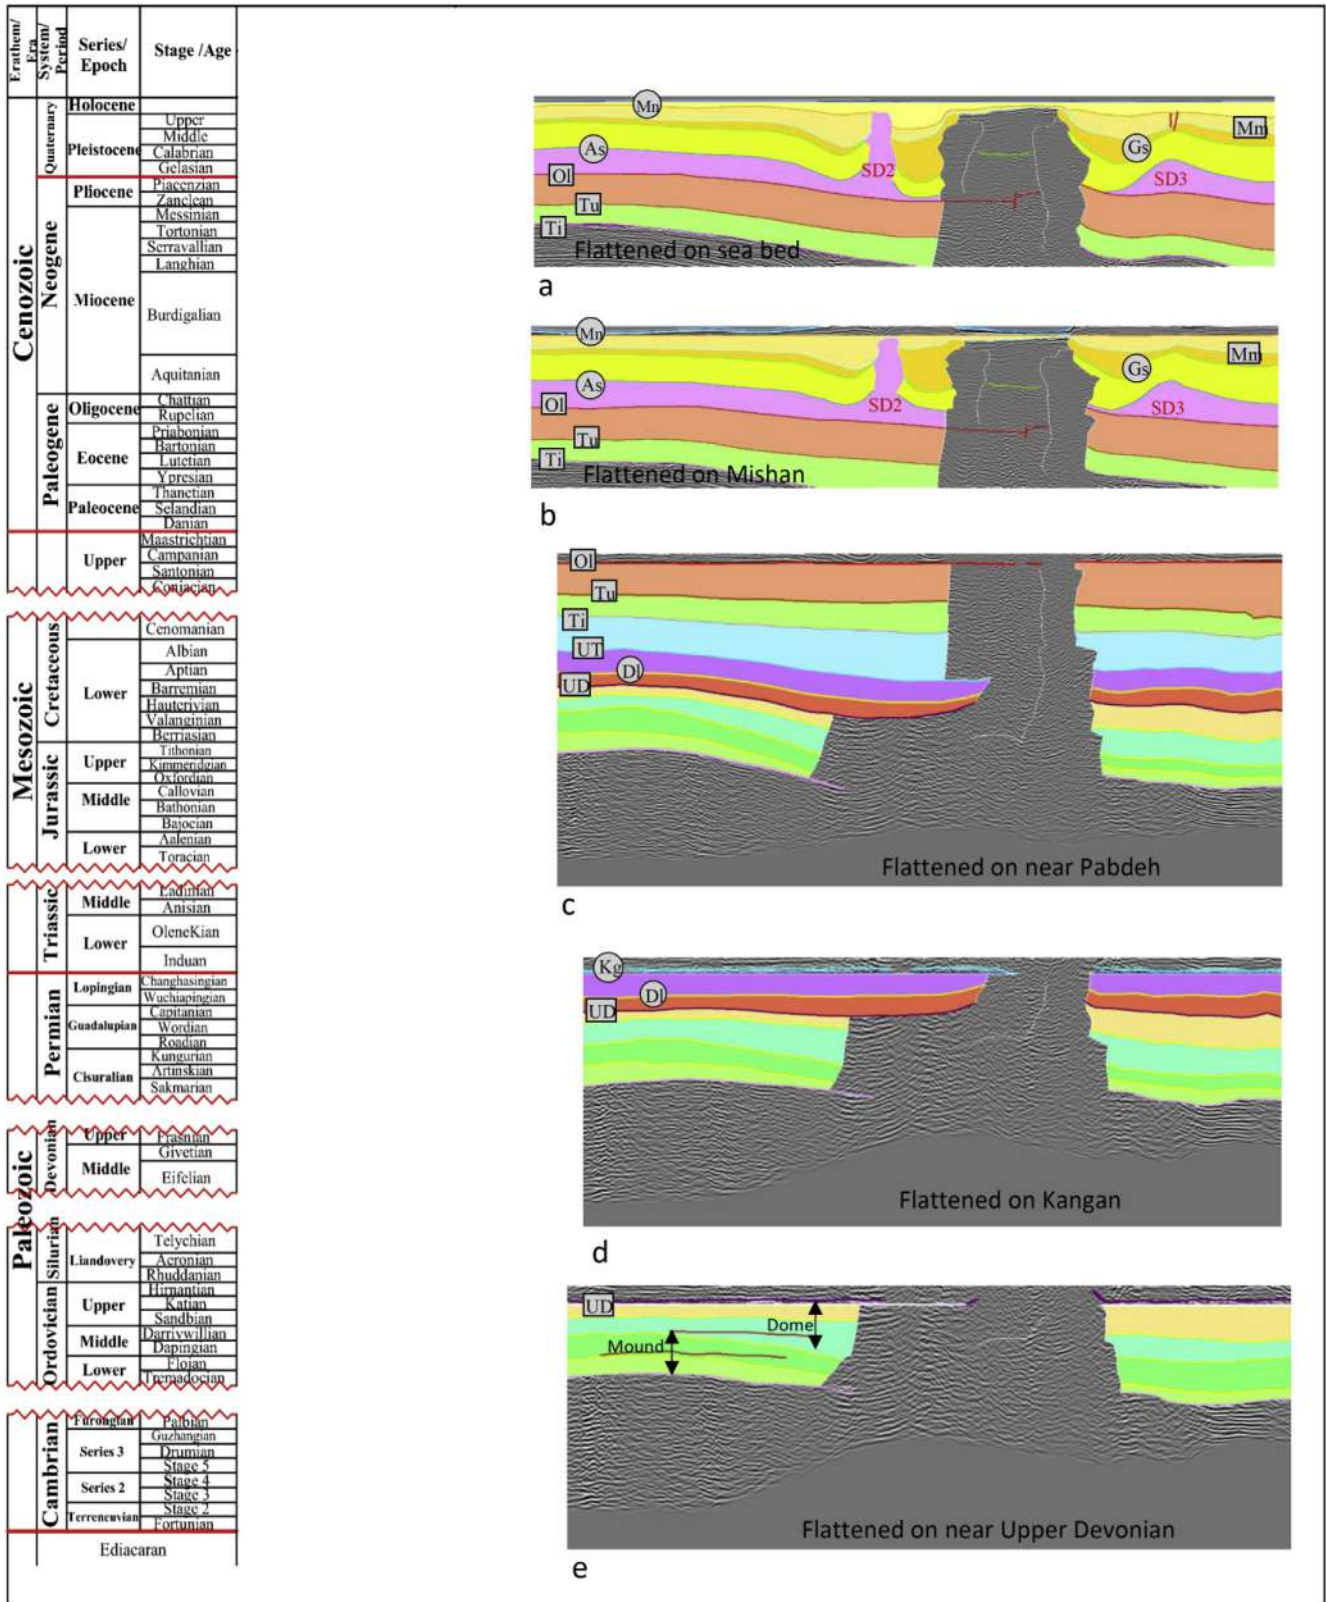 Erathem/
Era
System/
Period
Series/
Epoch
Stage /Age
Cenozoic
Quaternary
Holocene
Pleistocene
Upper
Middle
Calabrian
Gelasian
Neogene
Pliocene
Piacenzian
Zanclean
Miocene
Messinian
Tortonian
Serravallian
Langhian
Burdigalian
Aquitanian
Paleogene
Oligocene
Chattian
Rupelian
Eocene
Priabonian
Bartonian
Lutetian
Ypresian
Paleocene
Thanetian
Selandian
Danian
Upper
Maastrichtian
Campanian
Santonian
Coniacian
Mesozoic
Cretaceous
Cenomanian
Lower
Albian
Aptian
Barremian
Hauterivian
Valanginian
Berriasian
Jurassic
Upper
Tithonian
Kimmeridgian
Oxfordian
Middle
Callovian
Bathonian
Bajocian
Lower
Aalenian
Toracian
Triassic
Middle
Ladinian
Anisian
Lower
OleneKian
Induan
Paleozoic
Permian
Lopingian
Changhasingian
Wuchiapingian
Guadalupian
Capitanian
Wordian
Roadian
Cisuralian
Kungurian
Artinskian
Sakmarian
Devonian
Upper
Frasnian
Middle
Givetian
Eifelian
Silurian
Liandovery
Telychian
Aeronian
Rhuddanian
Ordovician
Upper
Hirnantian
Katian
Sandbian
Middle
Darriwillian
Dapingian
Lower
Flojan
Tremadocian
Cambrian
Furongian
Paibian
Series 3
Guzhangian
Drumian
Stage 5
Series 2
Stage 4
Stage 3
Terreneuvian
Stage 2
Fortunian
Ediacaran
Mn
Mm
As
Gs
Ol
SD2
SD3
Tu
Ti
Flattened on sea bed
a
Mn
Mm
As
Gs
Ol
SD2
SD3
Tu
Ti
Flattened on Mishan
b
Ol
Tu
Ti
UT
Dl
UD
Flattened on near Pabdeh
c
Kg
Dl
UD
Flattened on Kangan
d
UD
Dome
Mound
Flattened on near Upper Devonian
e